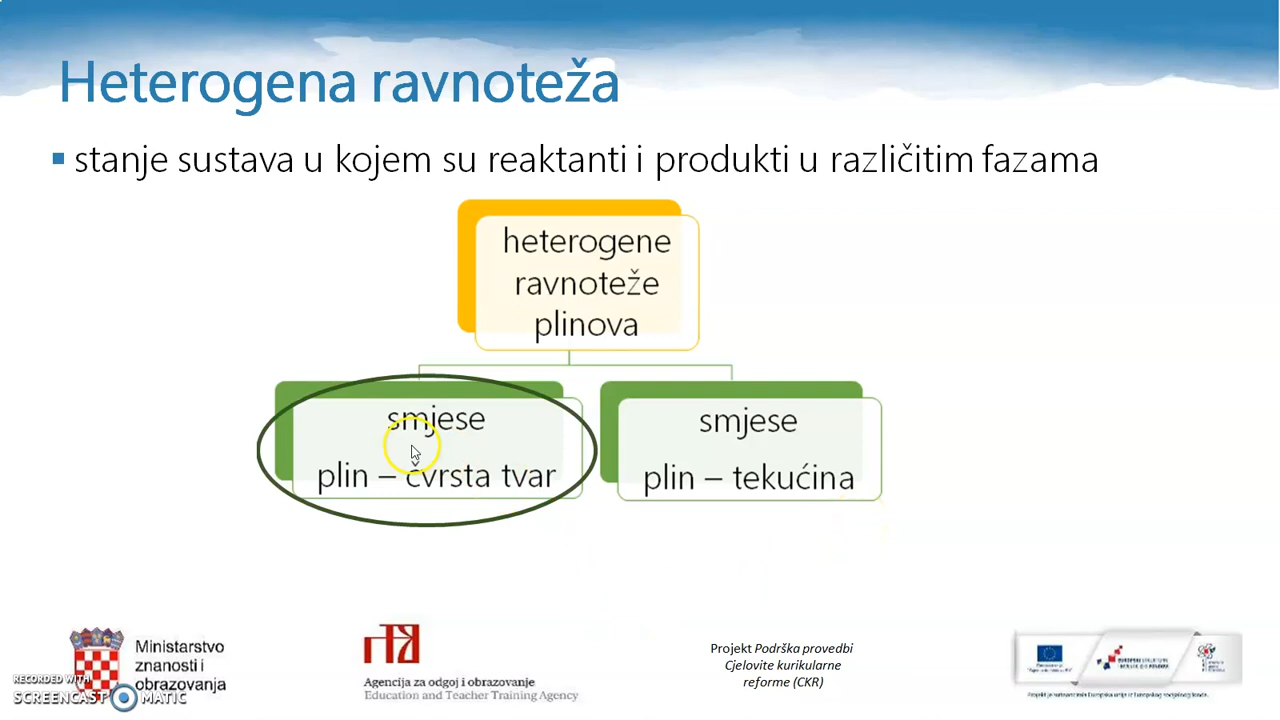 Heterogena ravnoteža
stanje sustava u kojem su reaktanti i produkti u različitim fazama
heterogene
ravnoteže
plinova
smjese
plin – čvrsta tvar
smjese
plin – tekućina
Ministarstvo
znanosti i
obrazovanja
RECORDED WITH
SCREENCAST MATIC
Agencija za odgoj i obrazovanje
Education and Teacher Training Agency
Projekt Podrška provedbi
Cjelovite kurikularne
reforme (CKR)